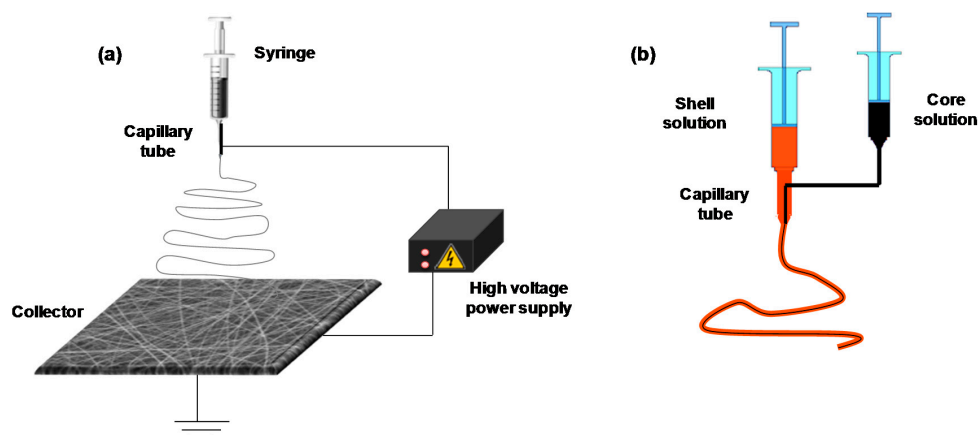 (a)
Syringe
Capillary
tube
Collector
High voltage
power supply
(b)
Shell
solution
Core
solution
Capillary
tube